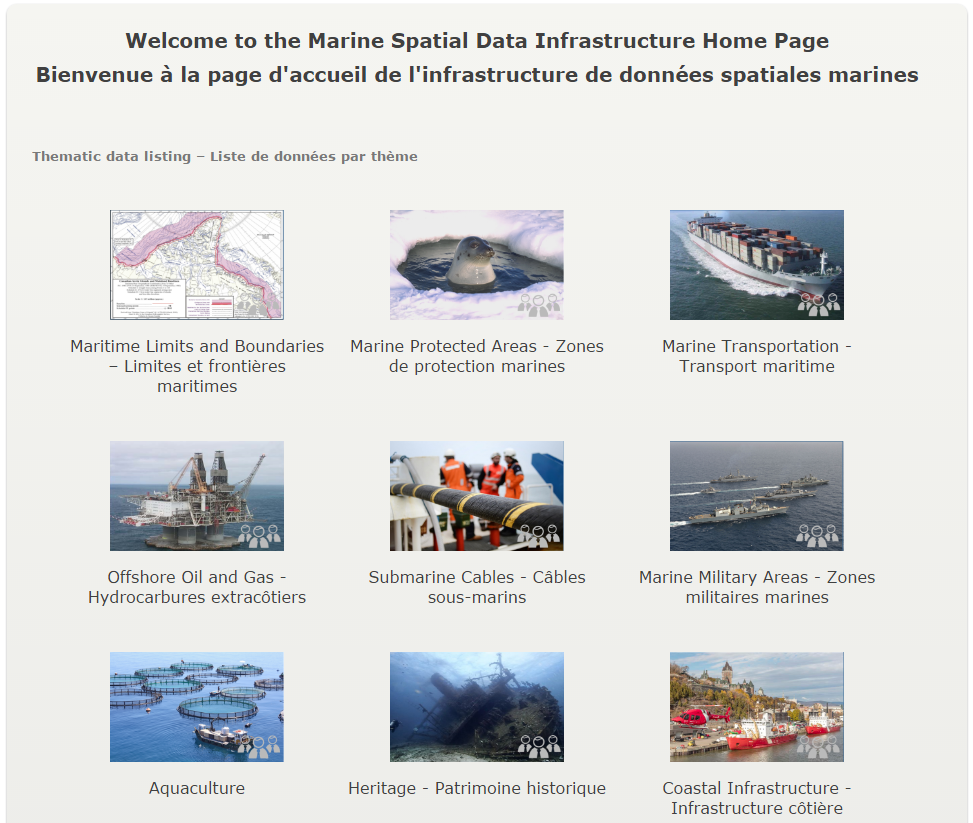 Welcome to the Marine Spatial Data Infrastructure Home Page
Bienvenue à la page d'accueil de l'infrastructure de données spatiales marines
Thematic data listing – Liste de données par thème
Maritime Limits and Boundaries
– Limites et frontières
maritimes
Marine Protected Areas - Zones
de protection marines
Marine Transportation -
Transport maritime
Offshore Oil and Gas -
Hydrocarbures extracôtiers
Submarine Cables - Câbles
sous-marins
Marine Military Areas - Zones
militaires marines
Aquaculture
Heritage - Patrimoine historique
Coastal Infrastructure -
Infrastructure côtière